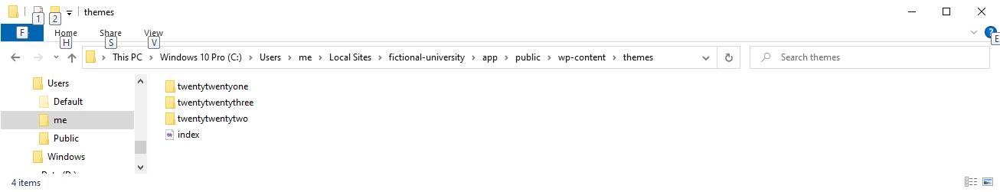 themes
1 2
F Home Share View ?
H S V E
This PC > Windows 10 Pro (C:) > Users > me > Local Sites > fictional-university > app > public > wp-content > themes
Search themes
Users
Default
me
Public
Windows
twentytwentyone
twentytwentythree
twentytwentytwo
index
4 items